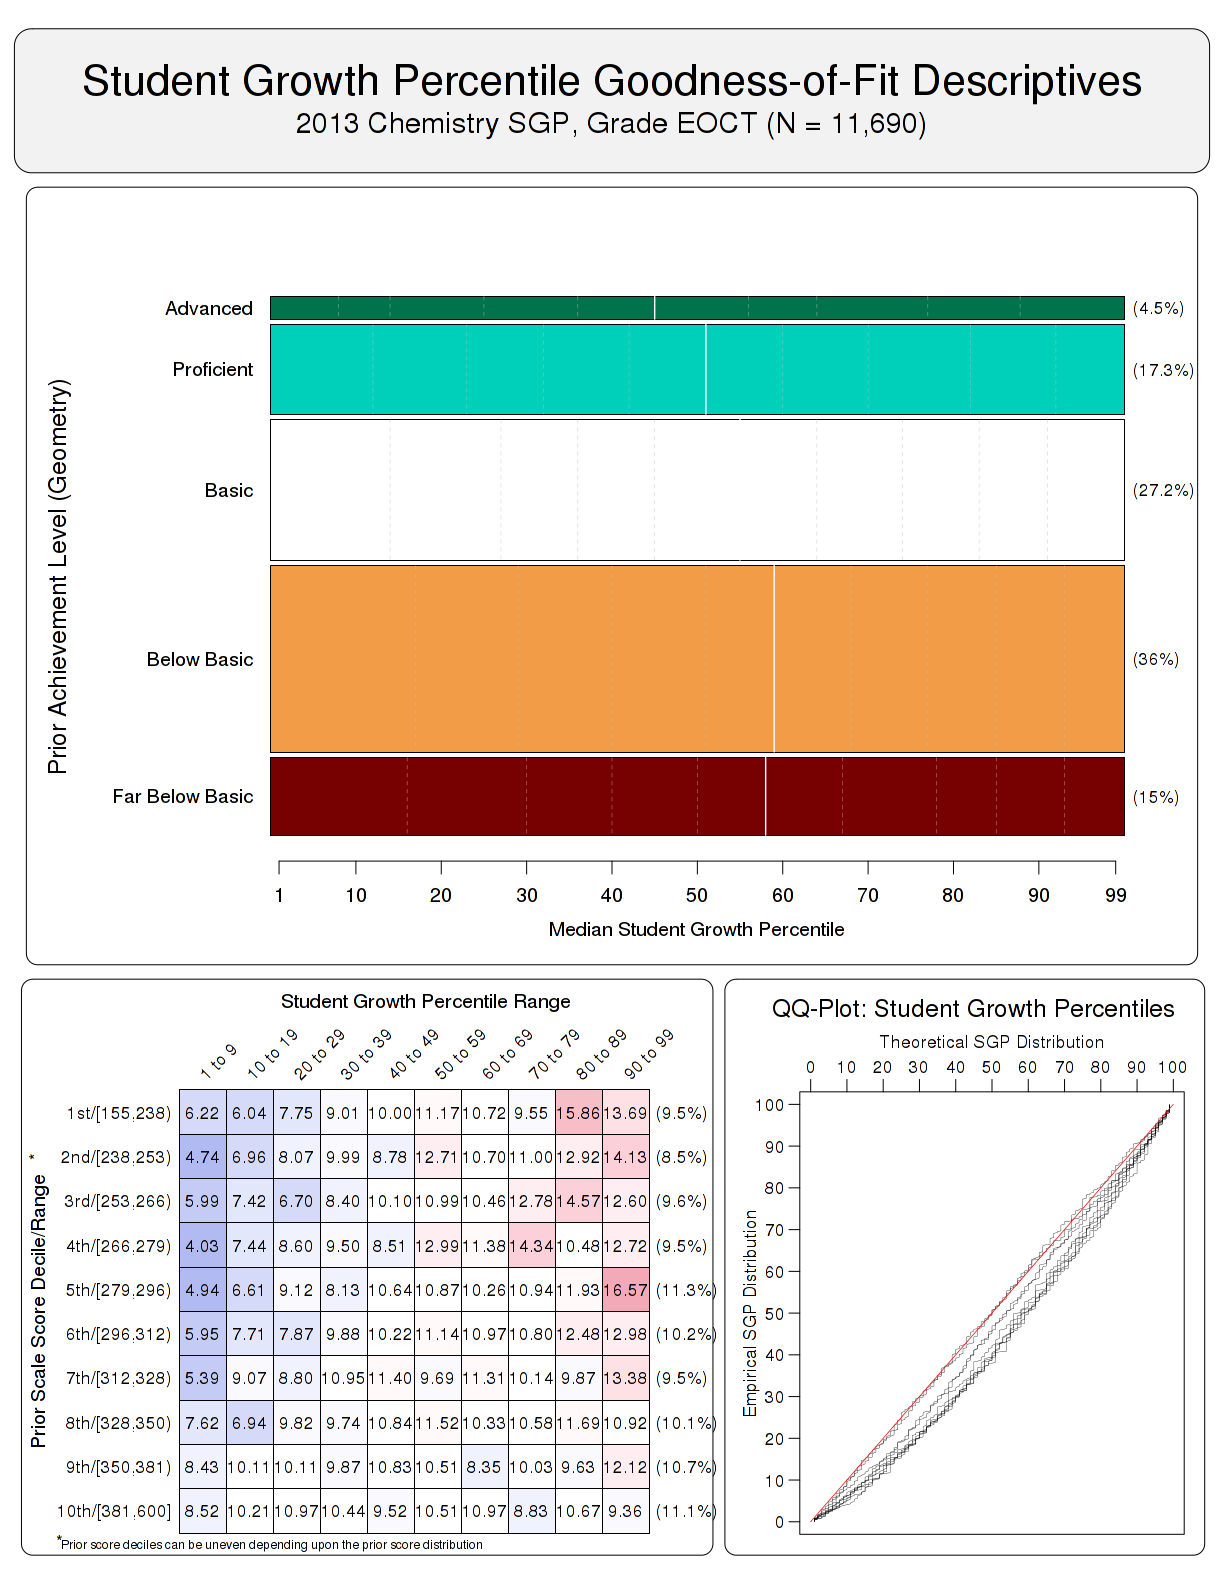 Student Growth Percentile Goodness-of-Fit Descriptives
2013 Chemistry SGP, Grade EOCT (N = 11,690)
Prior Achievement Level (Geometry)
Advanced (4.5%)
Proficient (17.3%)
Basic (27.2%)
Below Basic (36%)
Far Below Basic (15%)
1 10 20 30 40 50 60 70 80 90 99
Median Student Growth Percentile
Student Growth Percentile Range
1 to 9 10 to 19 20 to 29 30 to 39 40 to 49 50 to 59 60 to 69 70 to 79 80 to 89 90 to 99
Prior Scale Score Decile/Range *
1st/[155,238) 6.22 6.04 7.75 9.01 10.00 11.17 10.72 9.55 15.86 13.69 (9.5%)
2nd/[238,253) 4.74 6.96 8.07 9.99 8.78 12.71 10.70 11.00 12.92 14.13 (8.5%)
3rd/[253,266) 5.99 7.42 6.70 8.40 10.10 10.99 10.46 12.78 14.57 12.60 (9.6%)
4th/[266,279) 4.03 7.44 8.60 9.50 8.51 12.99 11.38 14.34 10.48 12.72 (9.5%)
5th/[279,296) 4.94 6.61 9.12 8.13 10.64 10.87 10.26 10.94 11.93 16.57 (11.3%)
6th/[296,312) 5.95 7.71 7.87 9.88 10.22 11.14 10.97 10.80 12.48 12.98 (10.2%)
7th/[312,328) 5.39 9.07 8.80 10.95 11.40 9.69 11.31 10.14 9.87 13.38 (9.5%)
8th/[328,350) 7.62 6.94 9.82 9.74 10.84 11.52 10.33 10.58 11.69 10.92 (10.1%)
9th/[350,381) 8.43 10.11 10.11 9.87 10.83 10.51 8.35 10.03 9.63 12.12 (10.7%)
10th/[381,600] 8.52 10.21 10.97 10.44 9.52 10.51 10.97 8.83 10.67 9.36 (11.1%)
*Prior score deciles can be uneven depending upon the prior score distribution
QQ-Plot: Student Growth Percentiles
Theoretical SGP Distribution
0 10 20 30 40 50 60 70 80 90 100
Empirical SGP Distribution
100
90
80
70
60
50
40
30
20
10
0